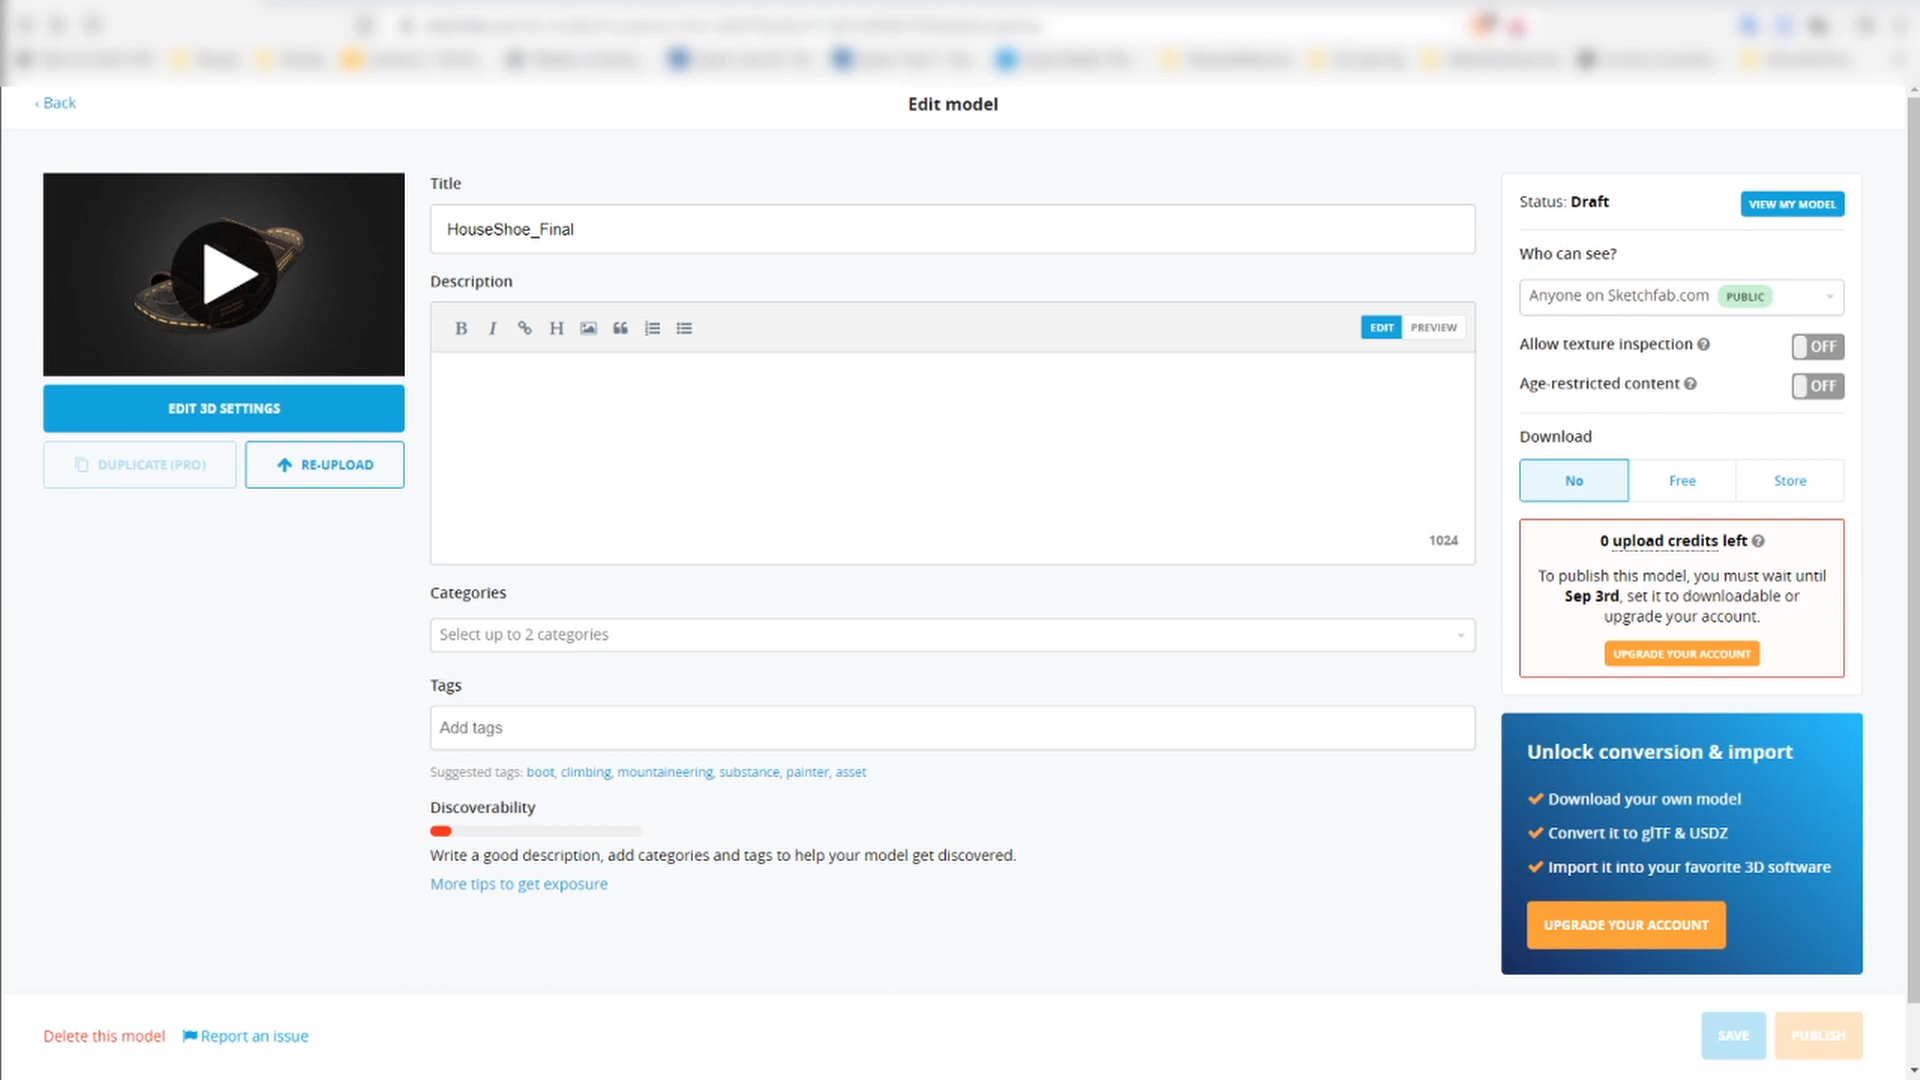 ‹ Back
Edit model
Title
HouseShoe_Final
Description
B I H
EDIT PREVIEW
1024
Categories
Select up to 2 categories
Tags
Add tags
Suggested tags: boot, climbing, mountaineering, substance, painter, asset
Discoverability
Write a good description, add categories and tags to help your model get discovered.
More tips to get exposure
EDIT 3D SETTINGS
DUPLICATE (PRO)
RE-UPLOAD
Status: Draft
VIEW MY MODEL
Who can see?
Anyone on Sketchfab.com PUBLIC
Allow texture inspection ? OFF
Age-restricted content ? OFF
Download
No Free Store
0 upload credits left ?
To publish this model, you must wait until
Sep 3rd, set it to downloadable or
upgrade your account.
UPGRADE YOUR ACCOUNT
Unlock conversion & import
Download your own model
Convert it to glTF & USDZ
Import it into your favorite 3D software
UPGRADE YOUR ACCOUNT
Delete this model
Report an issue
SAVE
PUBLISH